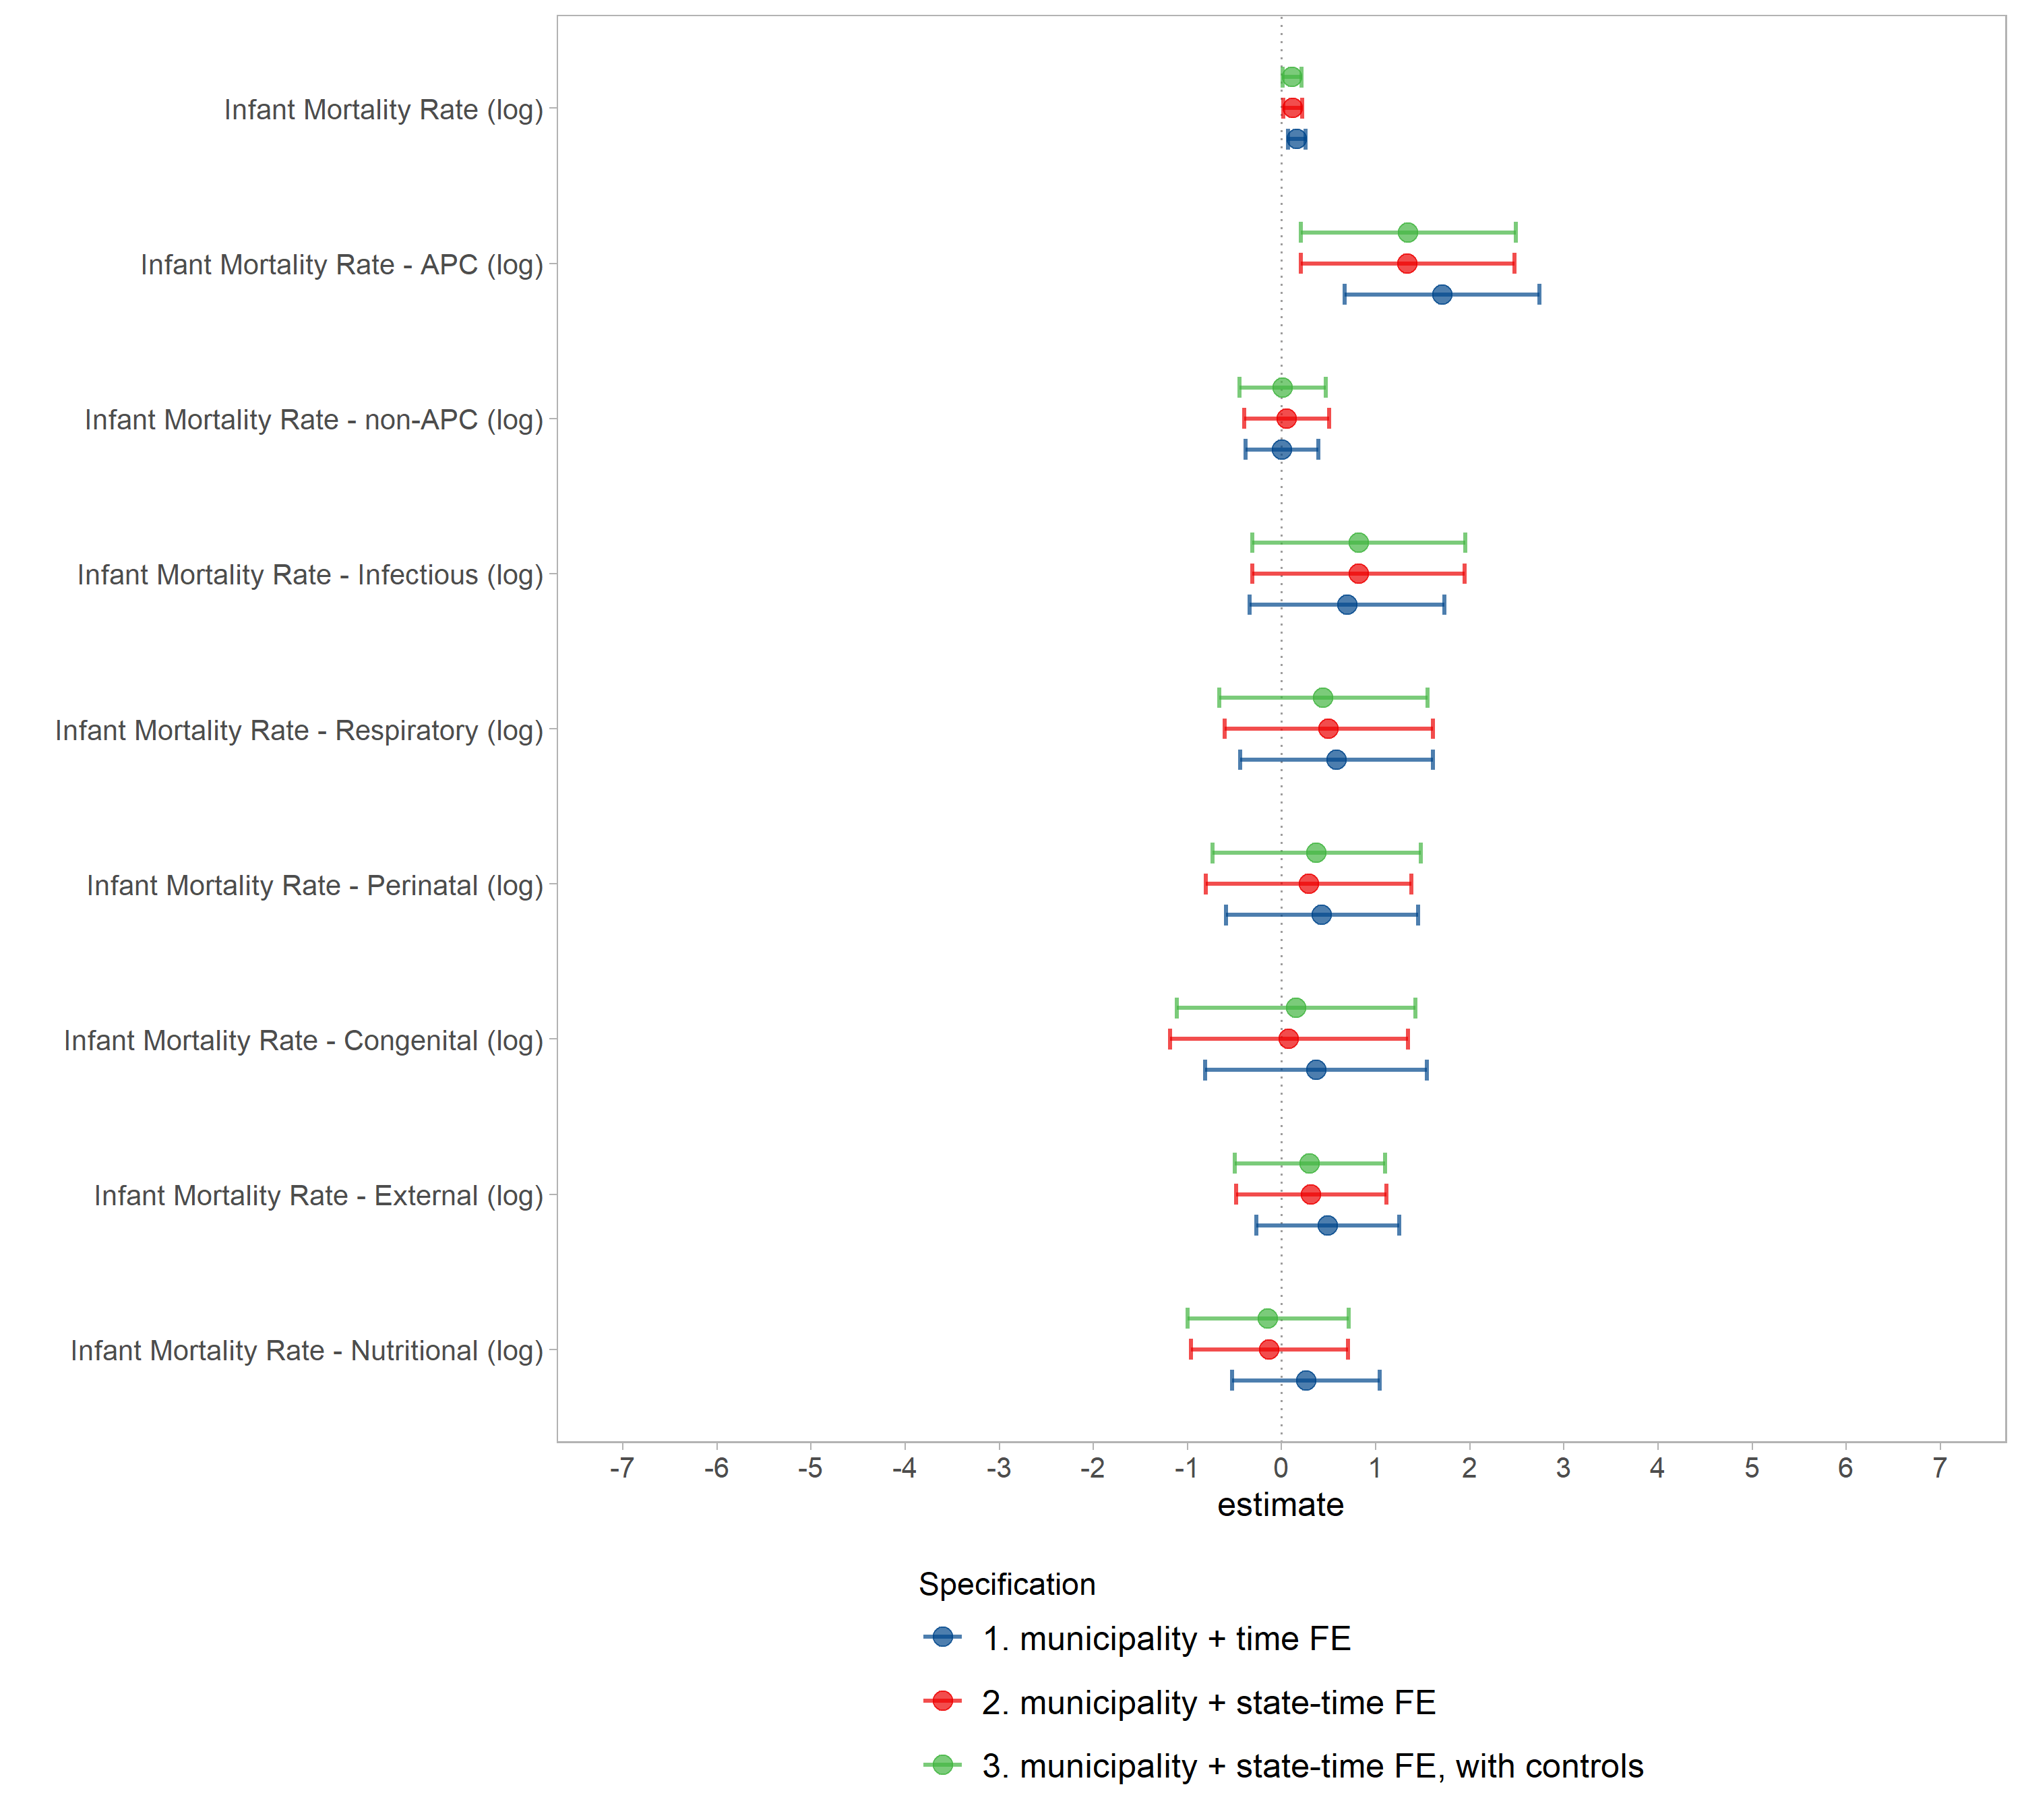 Infant Mortality Rate (log)
Infant Mortality Rate - APC (log)
Infant Mortality Rate - non-APC (log)
Infant Mortality Rate - Infectious (log)
Infant Mortality Rate - Respiratory (log)
Infant Mortality Rate - Perinatal (log)
Infant Mortality Rate - Congenital (log)
Infant Mortality Rate - External (log)
Infant Mortality Rate - Nutritional (log)
-7 -6 -5 -4 -3 -2 -1 0 1 2 3 4 5 6 7
estimate
Specification
1. municipality + time FE
2. municipality + state-time FE
3. municipality + state-time FE, with controls